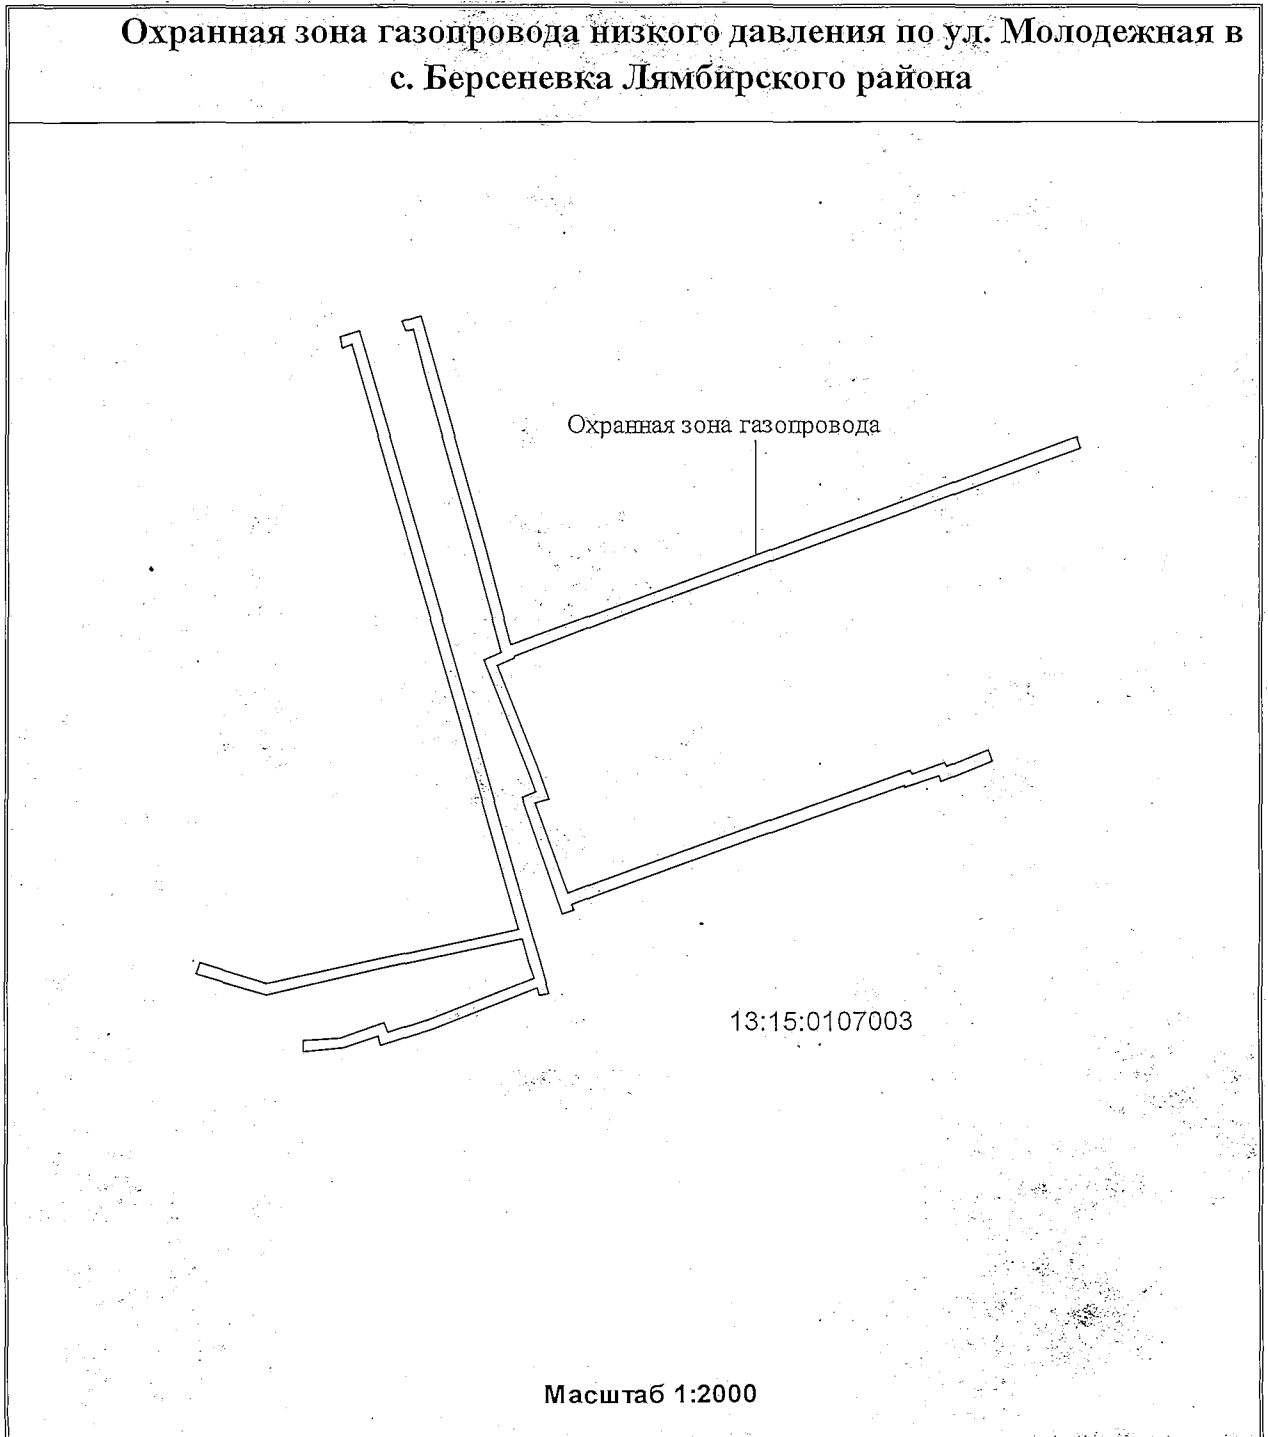 Охранная зона газопровода низкого давления по ул. Молодежная в
с. Берсеневка Лямбирского района
Охранная зона газопровода
13:15:0107003
Масштаб 1:2000